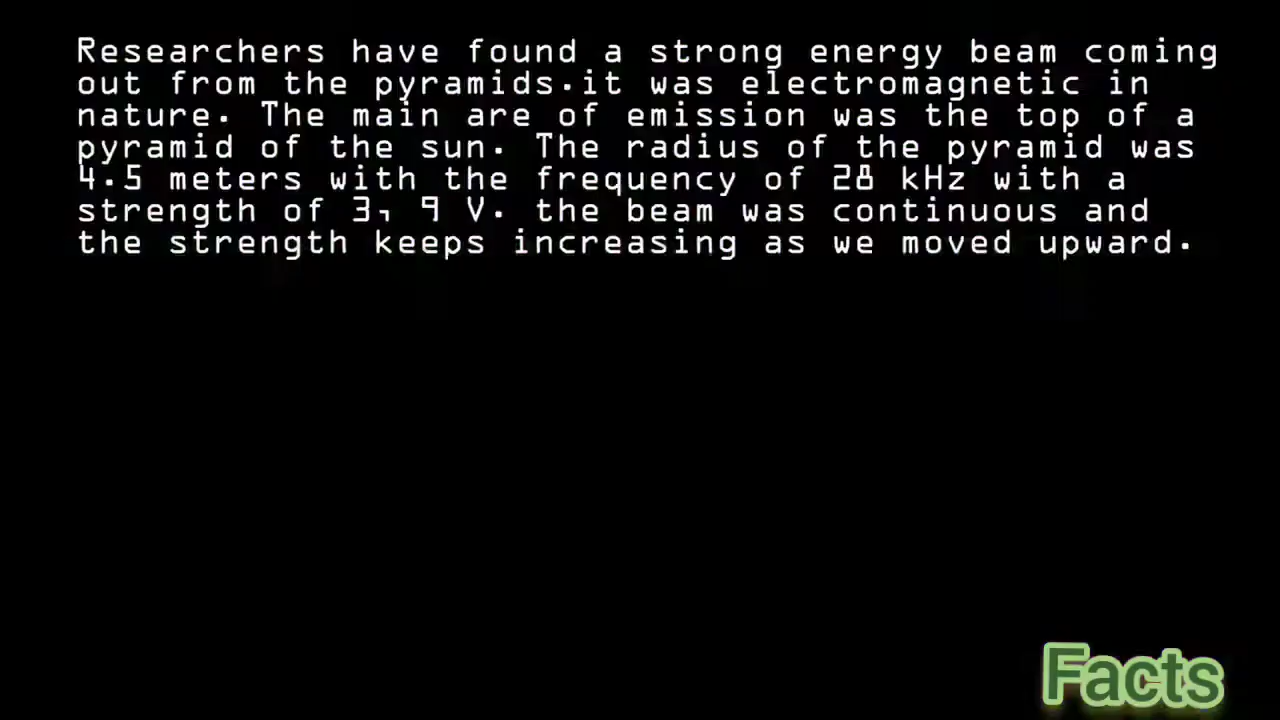 Researchers have found a strong energy beam coming
out from the pyramids.it was electromagnetic in
nature. The main are of emission was the top of a
pyramid of the sun. The radius of the pyramid was
4.5 meters with the frequency of 28 kHz with a
strength of 3, 9 V. the beam was continuous and
the strength keeps increasing as we moved upward.
Facts